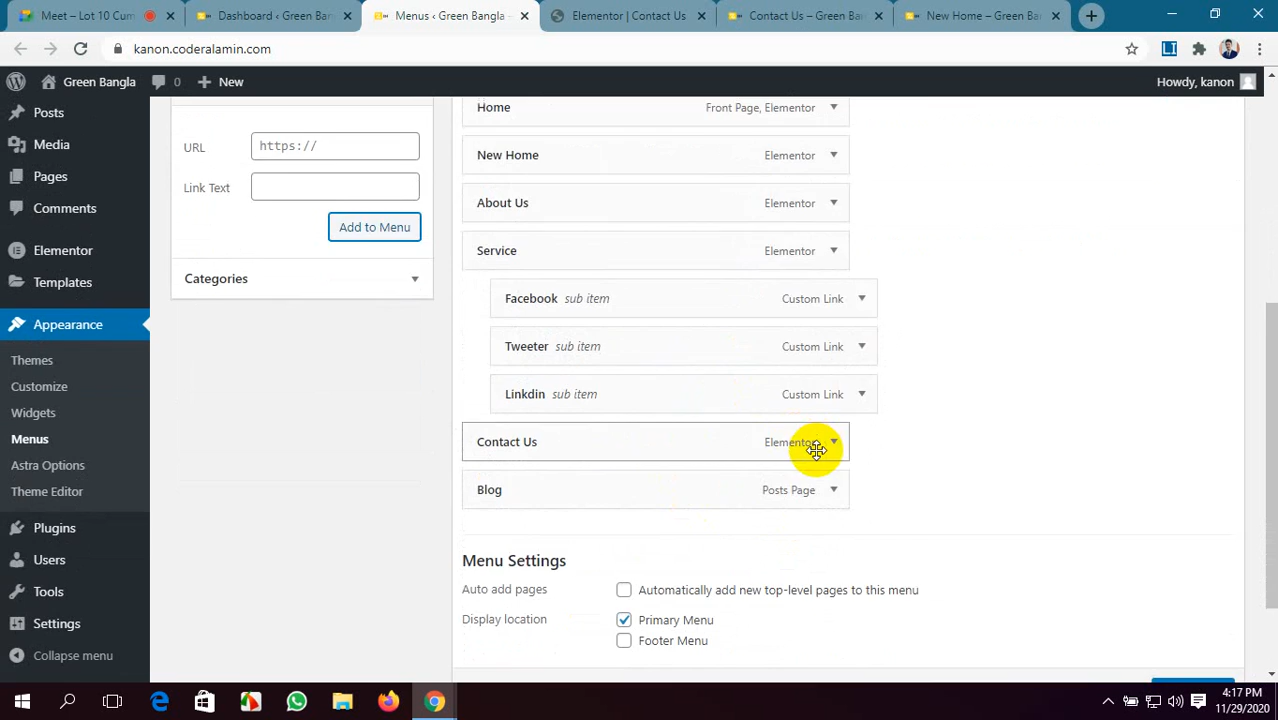 Meet – Lot 10 Cum
Dashboard ‹ Green Ban
Menus ‹ Green Bangla –
Elementor | Contact Us
Contact Us – Green Ba
New Home – Green Ba
kanon.coderalamin.com
Green Bangla
0
New
Howdy, kanon
Posts
Media
Pages
Comments
Elementor
Templates
Appearance
Themes
Customize
Widgets
Menus
Astra Options
Theme Editor
Plugins
Users
Tools
Settings
Collapse menu
URL
https://
Link Text
Add to Menu
Categories
Home Front Page, Elementor
New Home Elementor
About Us Elementor
Service Elementor
Facebook sub item Custom Link
Tweeter sub item Custom Link
Linkdin sub item Custom Link
Contact Us Elementor
Blog Posts Page
Menu Settings
Auto add pages Automatically add new top-level pages to this menu
Display location Primary Menu
Footer Menu
4:17 PM
11/29/2020